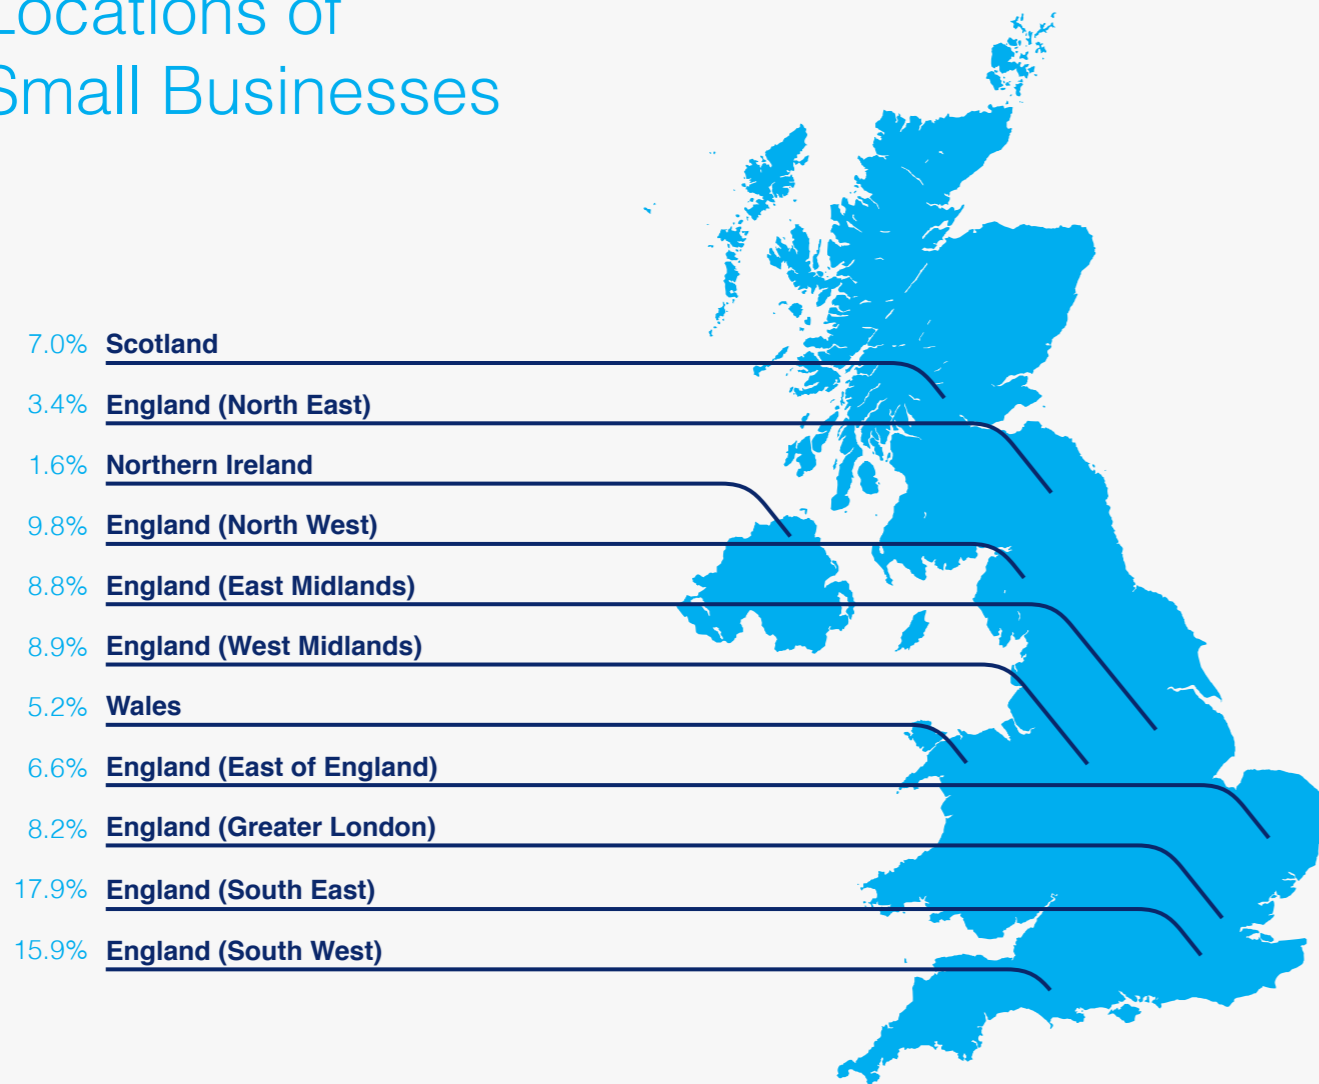 Locations of
Small Businesses
7.0% Scotland
3.4% England (North East)
1.6% Northern Ireland
9.8% England (North West)
8.8% England (East Midlands)
8.9% England (West Midlands)
5.2% Wales
6.6% England (East of England)
8.2% England (Greater London)
17.9% England (South East)
15.9% England (South West)